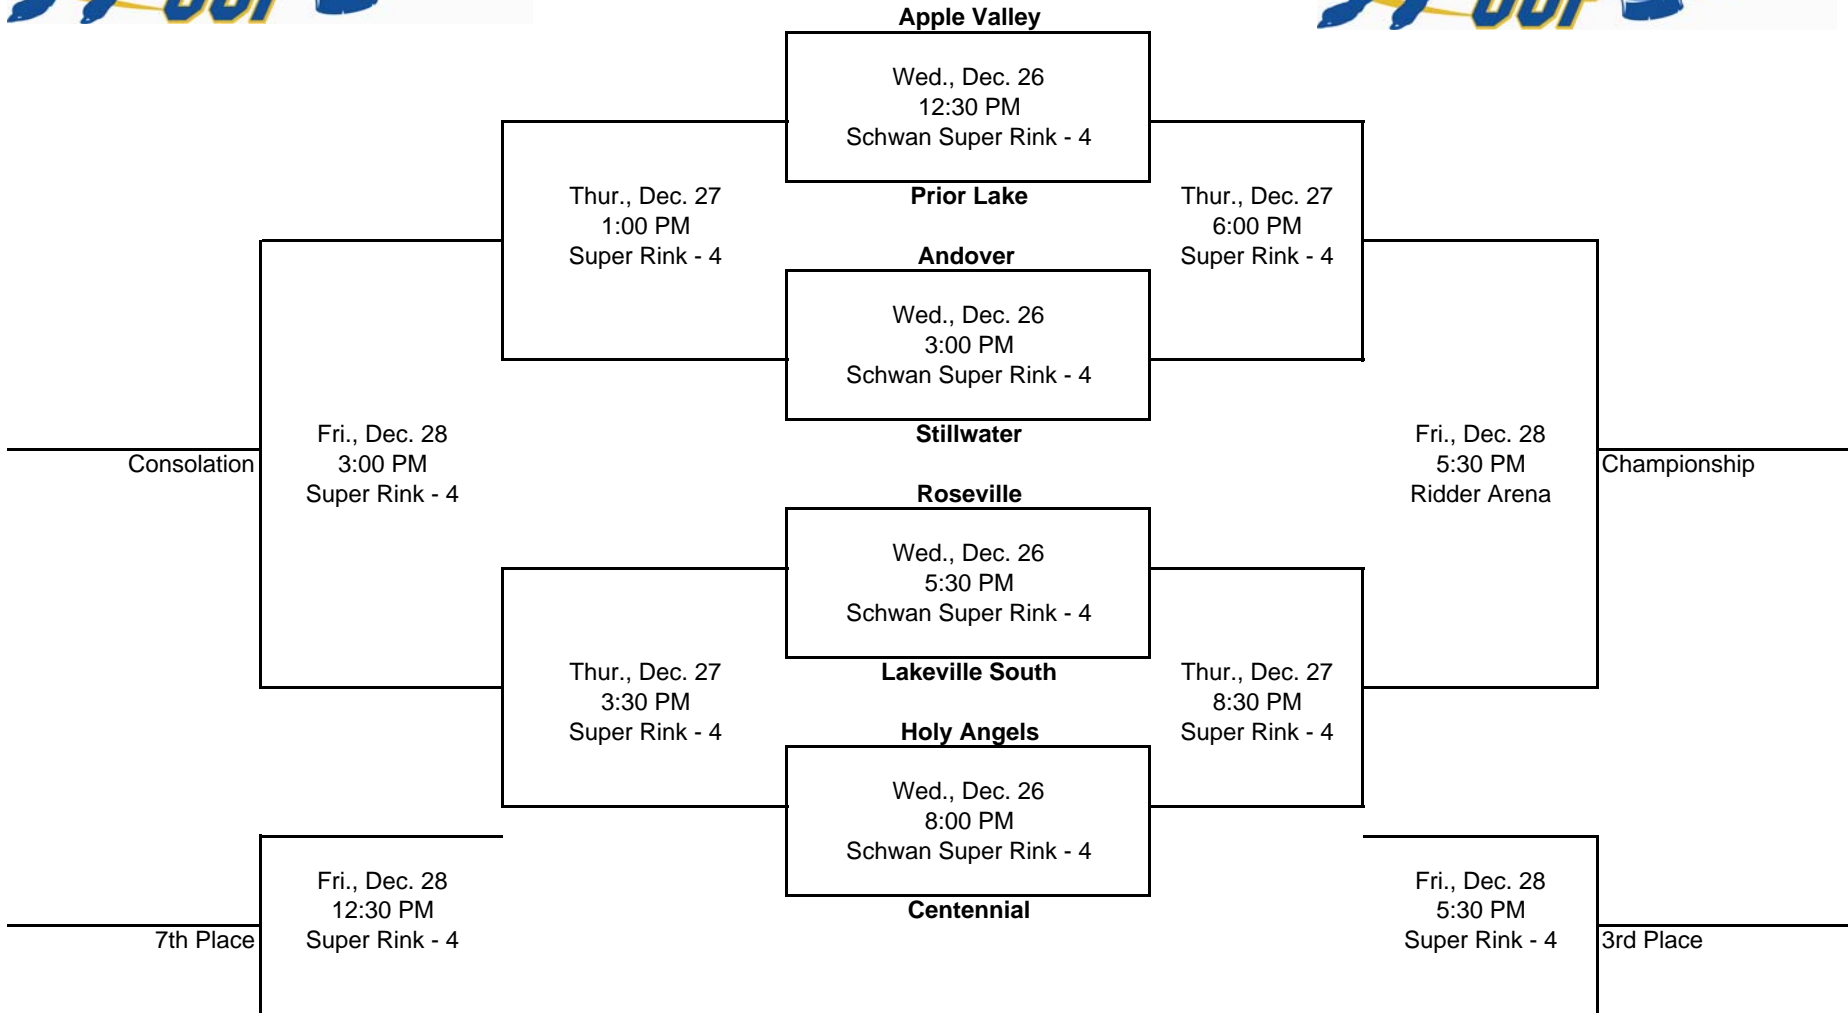 Apple Valley
Wed., Dec. 26
12:30 PM
Schwan Super Rink - 4
Prior Lake
Thur., Dec. 27
1:00 PM
Super Rink - 4
Thur., Dec. 27
6:00 PM
Super Rink - 4
Andover
Wed., Dec. 26
3:00 PM
Schwan Super Rink - 4
Stillwater
Consolation
Fri., Dec. 28
3:00 PM
Super Rink - 4
Fri., Dec. 28
5:30 PM
Ridder Arena
Championship
Roseville
Wed., Dec. 26
5:30 PM
Schwan Super Rink - 4
Lakeville South
Thur., Dec. 27
3:30 PM
Super Rink - 4
Thur., Dec. 27
8:30 PM
Super Rink - 4
Holy Angels
Wed., Dec. 26
8:00 PM
Schwan Super Rink - 4
Centennial
7th Place
Fri., Dec. 28
12:30 PM
Super Rink - 4
Fri., Dec. 28
5:30 PM
Super Rink - 4
3rd Place